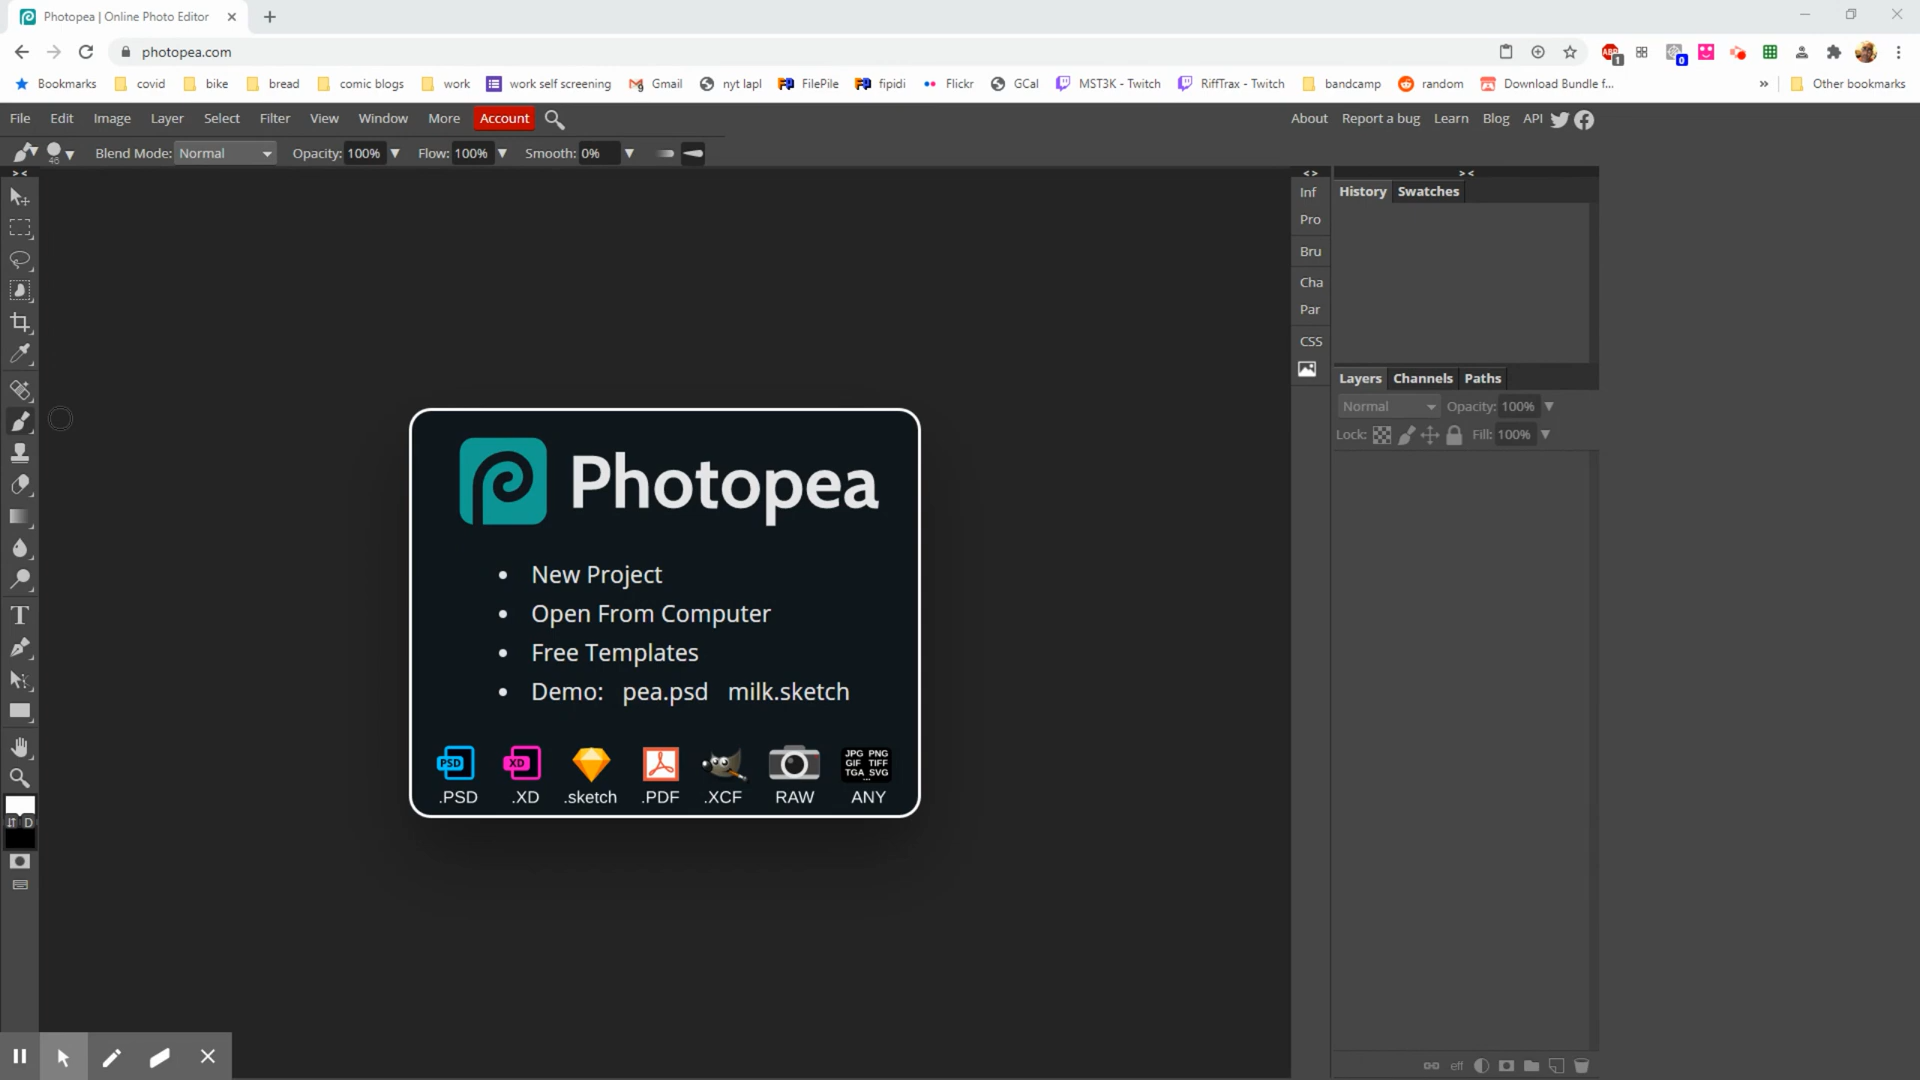 Photopea | Online Photo Editor
photopea.com
1
0
Bookmarks covid bike bread comic blogs work work self screening Gmail nyt lapl FilePile fipidi Flickr GCal MST3K - Twitch RiffTrax - Twitch bandcamp random Download Bundle f... » Other bookmarks
File Edit Image Layer Select Filter View Window More Account About Report a bug Learn Blog API
46 Blend Mode: Normal Opacity: 100% Flow: 100% Smooth: 0%
> < < > > <
Inf
Pro
Bru
Cha
Par
CSS
History Swatches
Layers Channels Paths
Normal Opacity: 100%
Lock: Fill: 100%
T
D
Photopea
• New Project
• Open From Computer
• Free Templates
• Demo: pea.psd milk.sketch
PSD XD JPG PNG
GIF TIFF
TGA SVG
...
.PSD .XD .sketch .PDF .XCF RAW ANY
eff